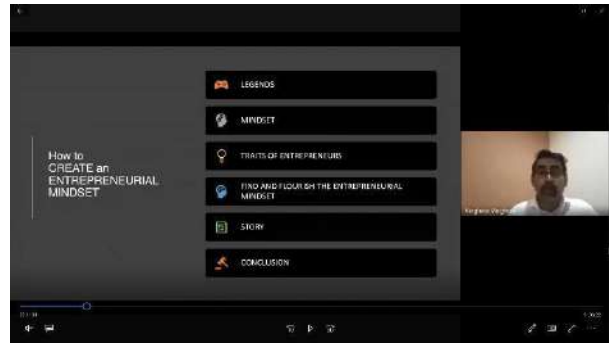 How to
CREATE an
ENTREPRENEURIAL
MINDSET
LEGENDS
MINDSET
TRAITS OF ENTREPRENEURS
FIND AND FLOURISH THE ENTREPRENEURIAL
MINDSET
STORY
CONCLUSION